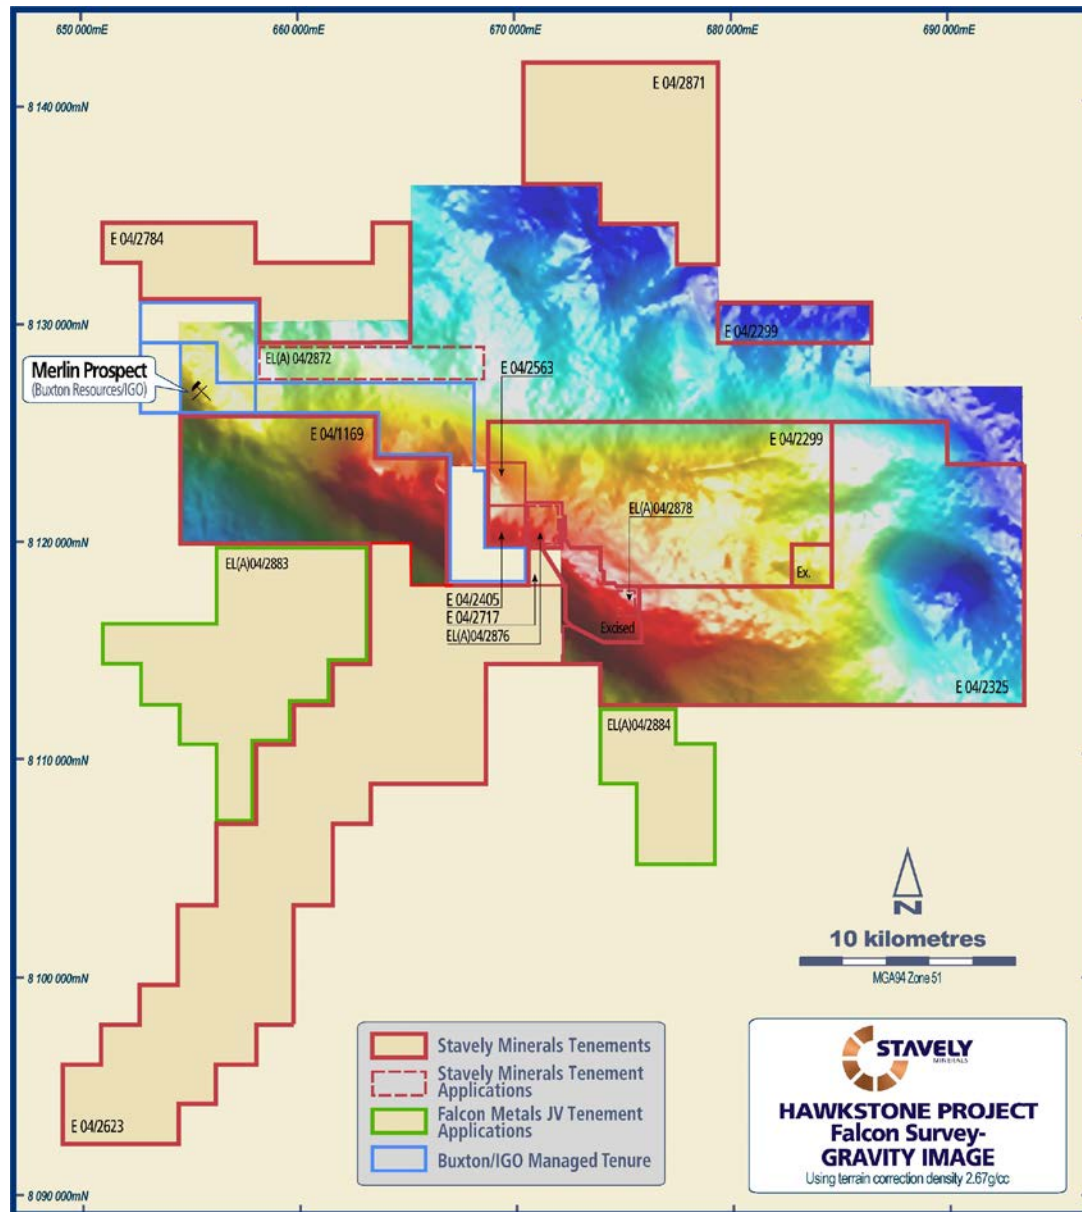 650 000mE
660 000mE
670 000mE
680 000mE
690 000mE
8 140 000mN
E 04/2871
E 04/2784
8 130 000mN
E 04/2299
EL(A) 04/2872
E 04/2563
Merlin Prospect
(Buxton Resources/IGO)
E 04/1169
E 04/2299
EL(A)04/2878
8 120 000mN
EL(A)04/2883
Ex.
E 04/2405
E 04/2717
EL(A)04/2876
Excised
E 04/2325
EL(A)04/2884
8 110 000mN
N
10 kilometres
MGA94 Zone 51
8 100 000mN
Stavely Minerals Tenements
Stavely Minerals Tenement
Applications
Falcon Metals JV Tenement
Applications
Buxton/IGO Managed Tenure
STAVELY
MINERALS
HAWKSTONE PROJECT
Falcon Survey-
GRAVITY IMAGE
Using terrain correction density 2.67g/cc
E 04/2623
8 090 000mN